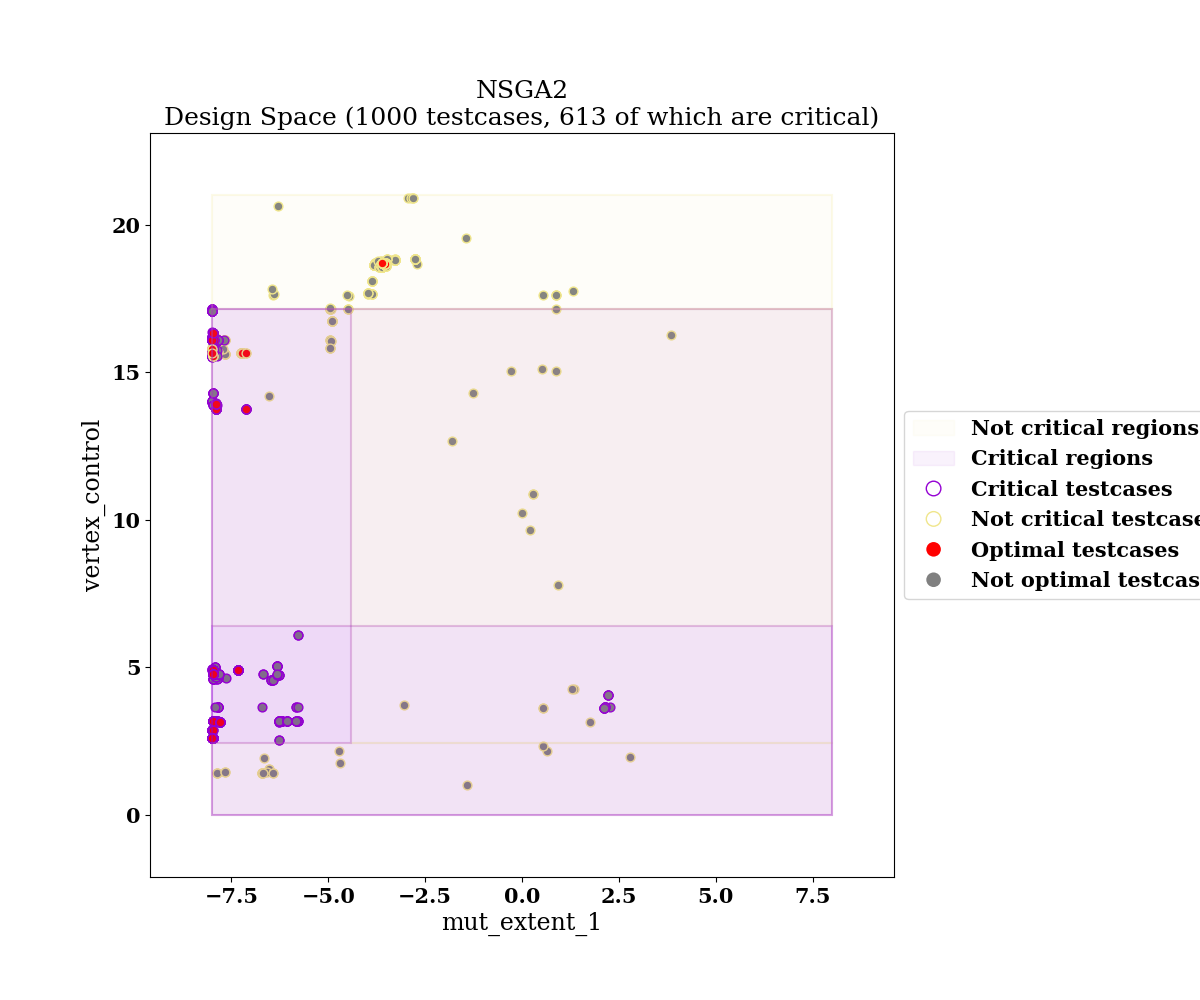 NSGA2
Design Space (1000 testcases, 613 of which are critical)
20
15
10
5
0
vertex_control
−7.5 −5.0 −2.5 0.0 2.5 5.0 7.5
mut_extent_1
Not critical regions
Critical regions
Critical testcases
Not critical testcase
Optimal testcases
Not optimal testcas